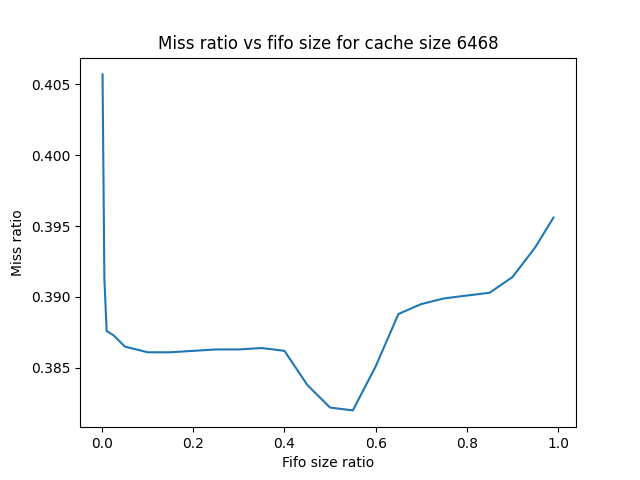 Miss ratio vs fifo size for cache size 6468
0.405
0.400
0.395
0.390
0.385
Miss ratio
0.0 0.2 0.4 0.6 0.8 1.0
Fifo size ratio